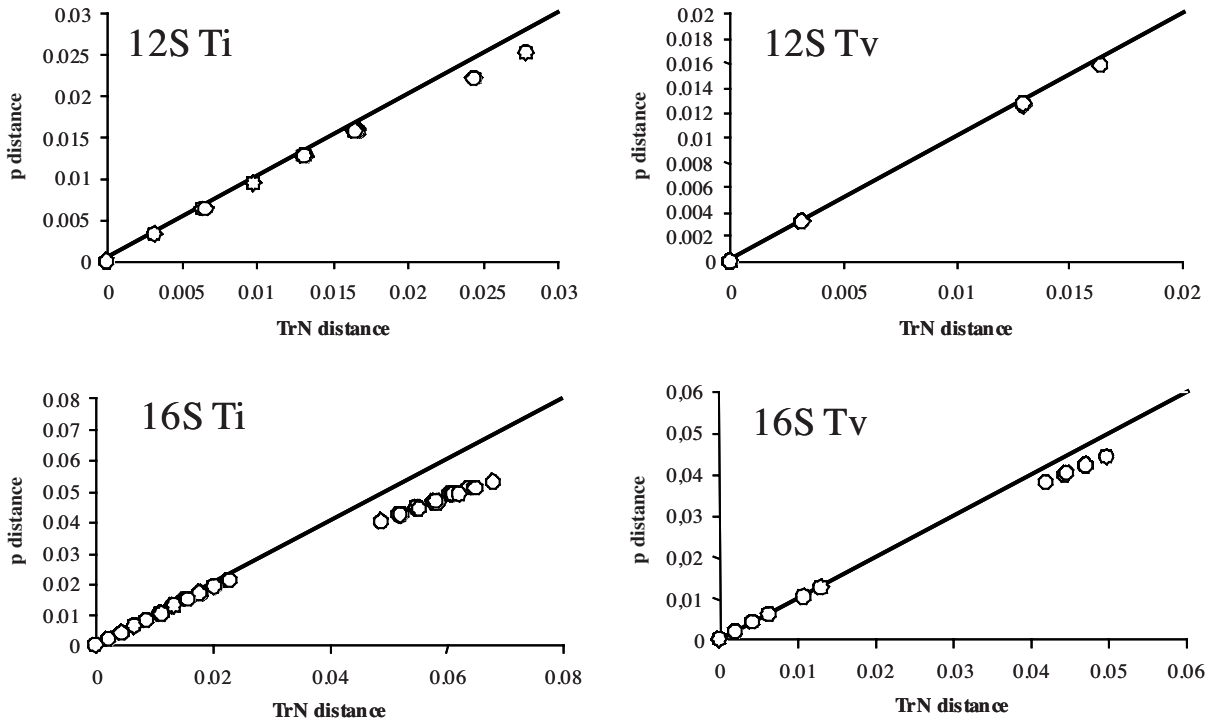 12S Ti
p distance
0.03
0.025
0.02
0.015
0.01
0.005
0
0 0.005 0.01 0.015 0.02 0.025 0.03
TrN distance
12S Tv
p distance
0.02
0.018
0.016
0.014
0.012
0.01
0.008
0.006
0.004
0.002
0
0 0.005 0.01 0.015 0.02
TrN distance
16S Ti
p distance
0.08
0.07
0.06
0.05
0.04
0.03
0.02
0.01
0
0 0.02 0.04 0.06 0.08
TrN distance
16S Tv
p distance
0.06
0,05
0.04
0.03
0.02
0,01
0
0 0.01 0.02 0.03 0.04 0.05 0.06
TrN distance